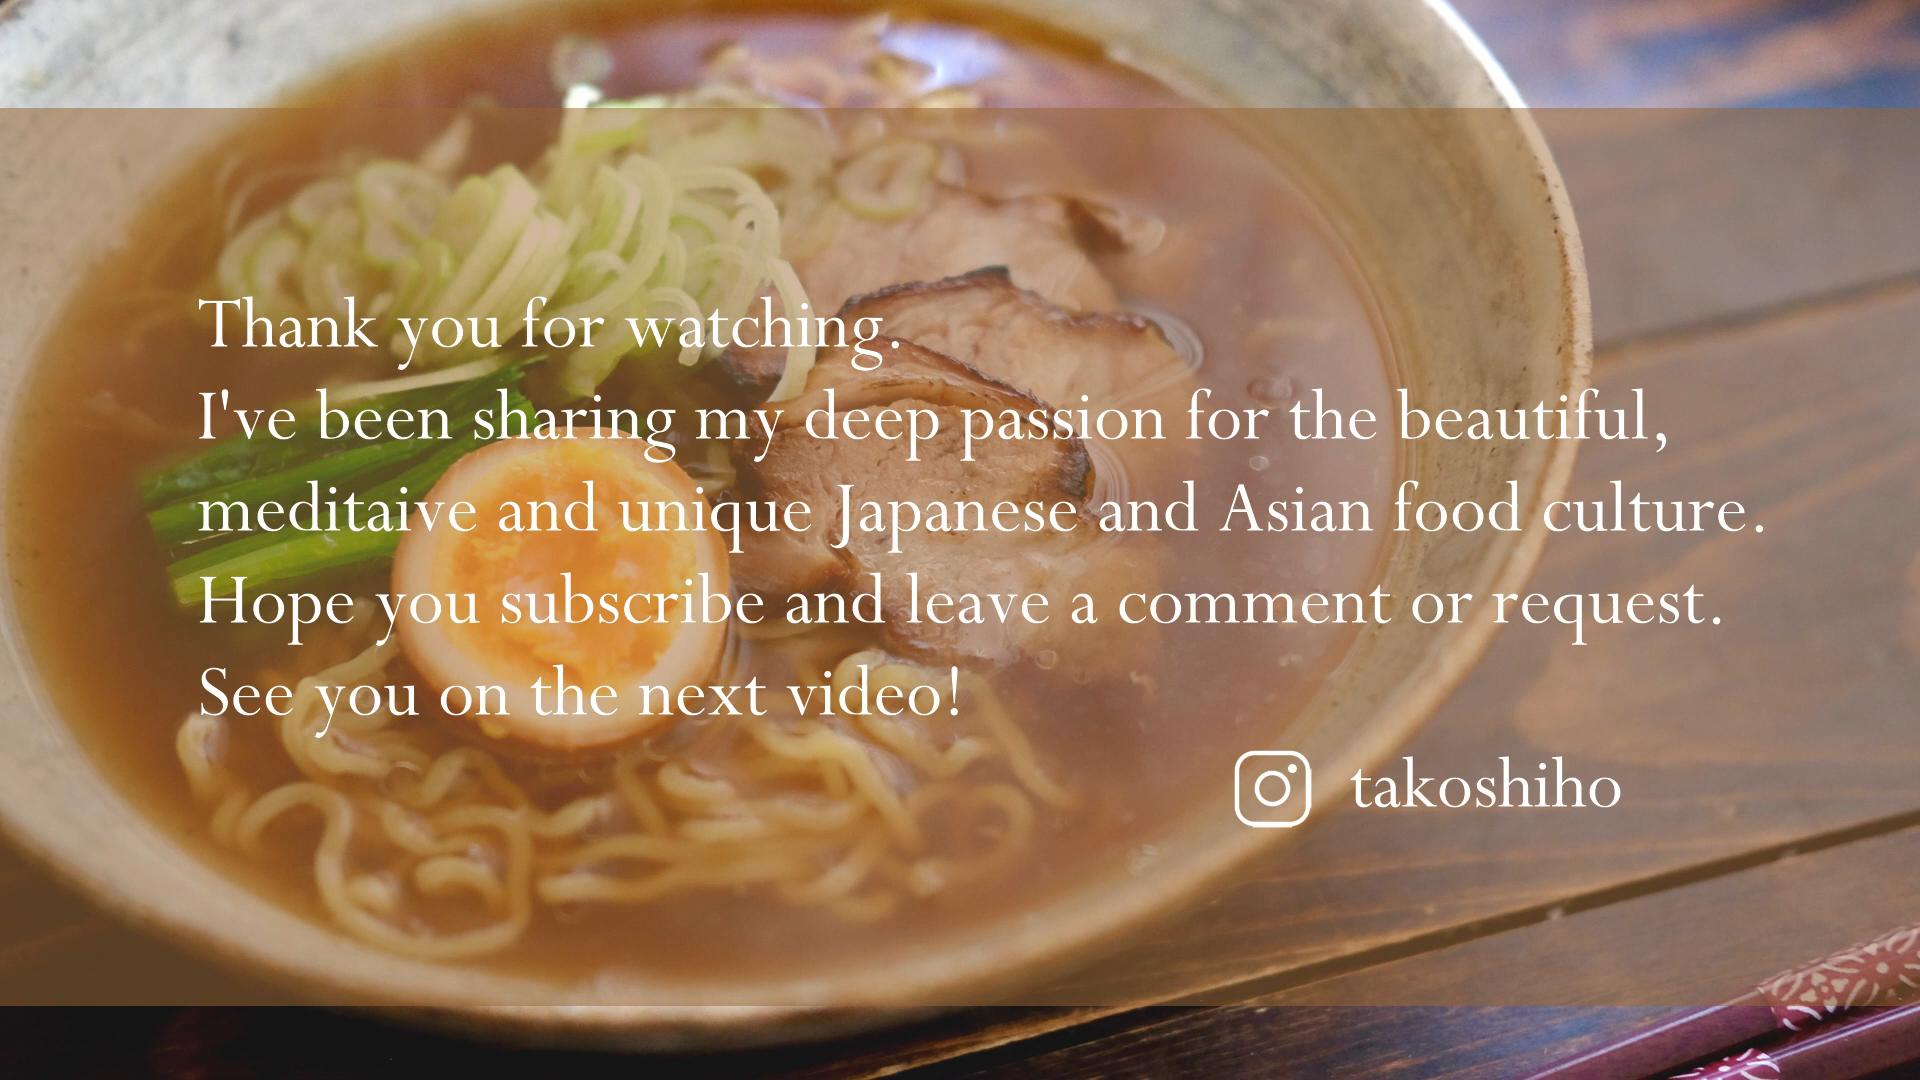 Thank you for watching.
I've been sharing my deep passion for the beautiful,
meditaive and unique Japanese and Asian food culture.
Hope you subscribe and leave a comment or request.
See you on the next video!
takoshiho